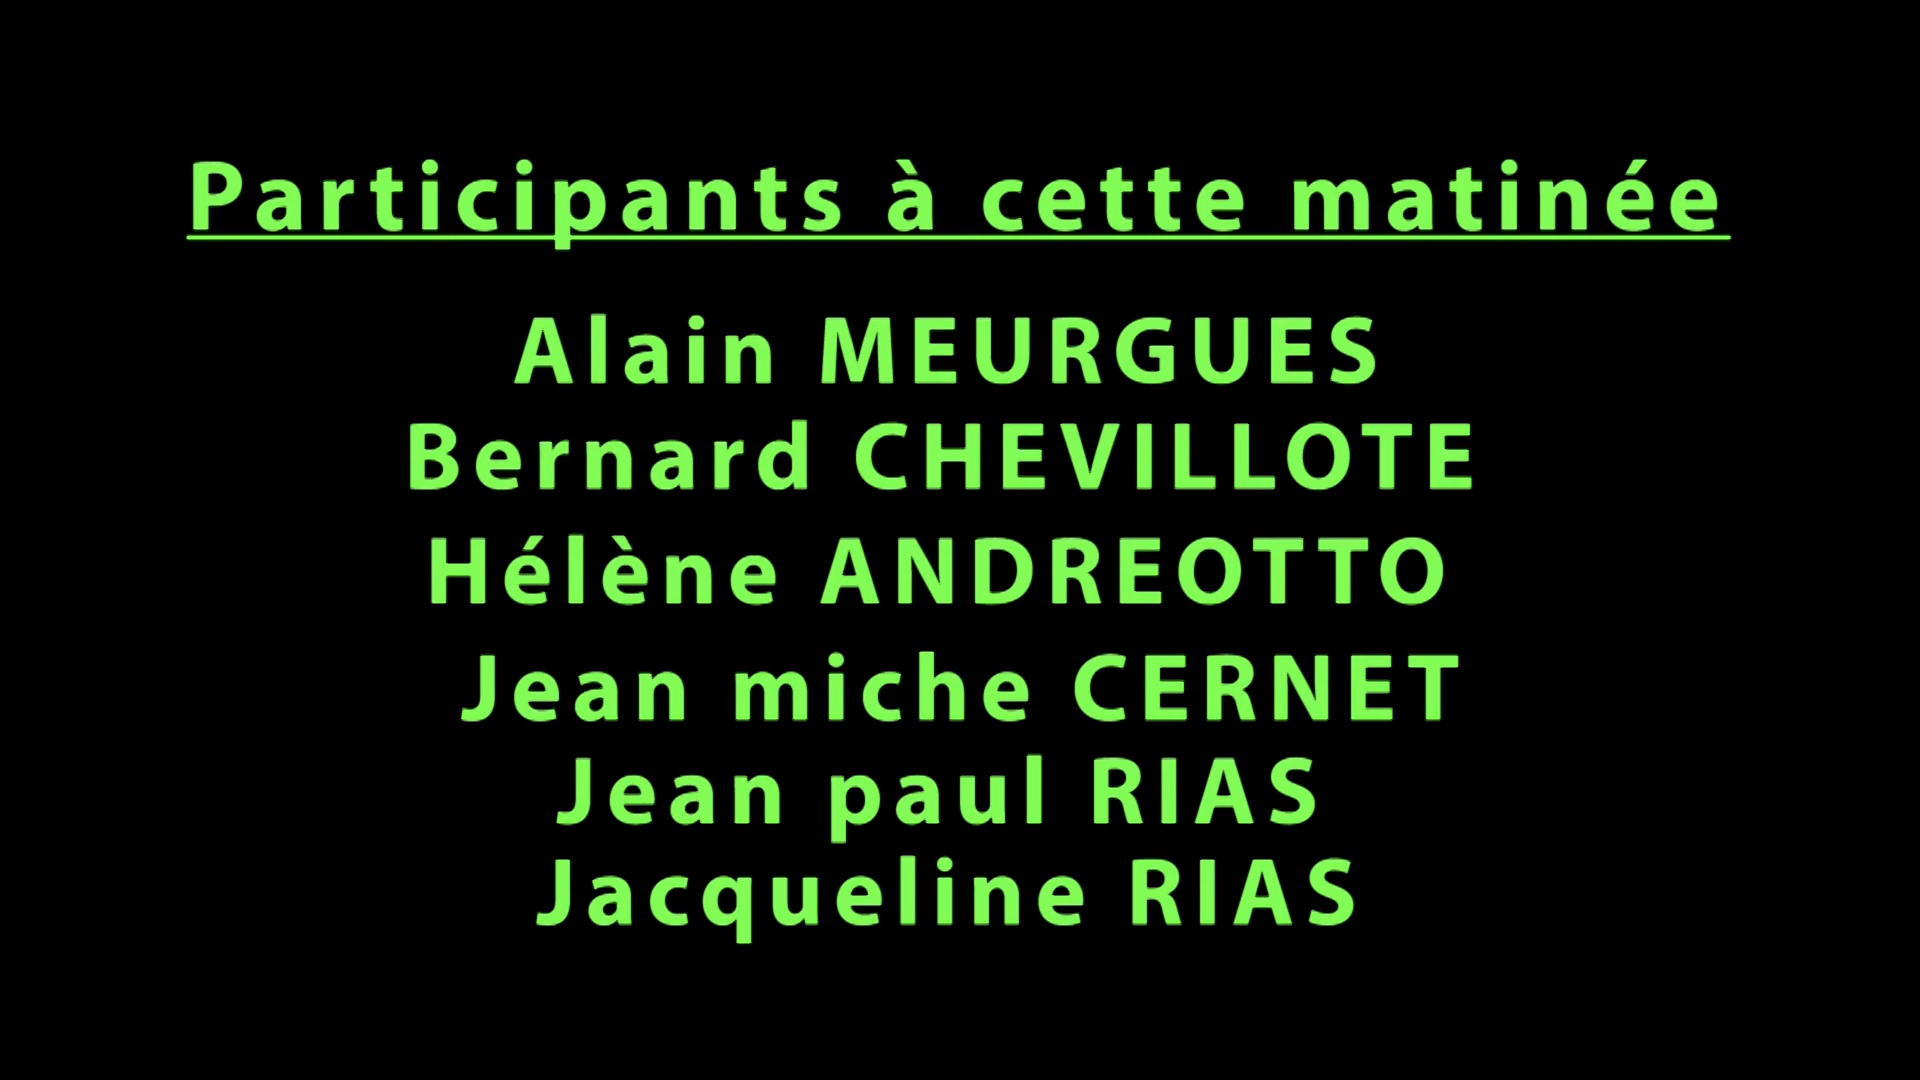 Participants à cette matinée
Alain MEURGUES
Bernard CHEVILLOTE
Hélène ANDREOTTO
Jean miche CERNET
Jean paul RIAS
Jacqueline RIAS